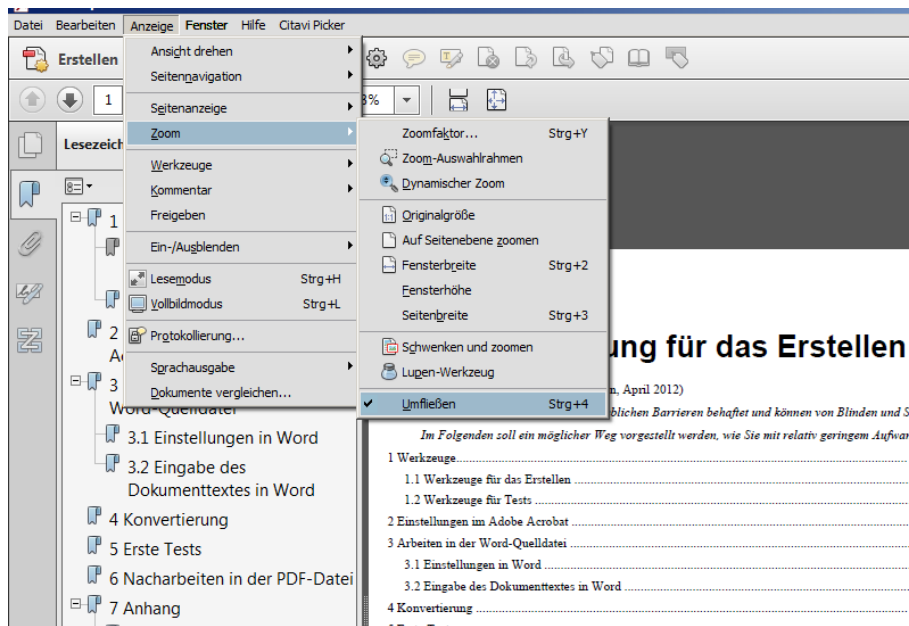 Datei Bearbeiten Anzeige Fenster Hilfe Citavi Picker
Erstellen
1
3%
Ansicht drehen
Seitennavigation
Seitenanzeige
Zoom
Werkzeuge
Kommentar
Freigeben
Ein-/Ausblenden
Lesemodus Strg+H
Vollbildmodus Strg+L
Protokollierung...
Sprachausgabe
Dokumente vergleichen...
Zoomfaktor... Strg+Y
Zoom-Auswahlrahmen
Dynamischer Zoom
Originalgröße
Auf Seitenebene zoomen
Fensterbreite Strg+2
Fensterhöhe
Seitenbreite Strg+3
Schwenken und zoomen
Lupen-Werkzeug
Umfließen Strg+4
Lesezeich
1
2
A
3
Word-Quelldatei
3.1 Einstellungen in Word
3.2 Eingabe des
Dokumenttextes in Word
4 Konvertierung
5 Erste Tests
6 Nacharbeiten in der PDF-Datei
7 Anhang
ung für das Erstellen
n, April 2012)
blichen Barrieren behaftet und können von Blinden und S
Im Folgenden soll ein möglicher Weg vorgestellt werden, wie Sie mit relativ geringem Aufwan
1 Werkzeuge
1.1 Werkzeuge für das Erstellen
1.2 Werkzeuge für Tests
2 Einstellungen im Adobe Acrobat
3 Arbeiten in der Word-Quelldatei
3.1 Einstellungen in Word
3.2 Eingabe des Dokumenttextes in Word
4 Konvertierung